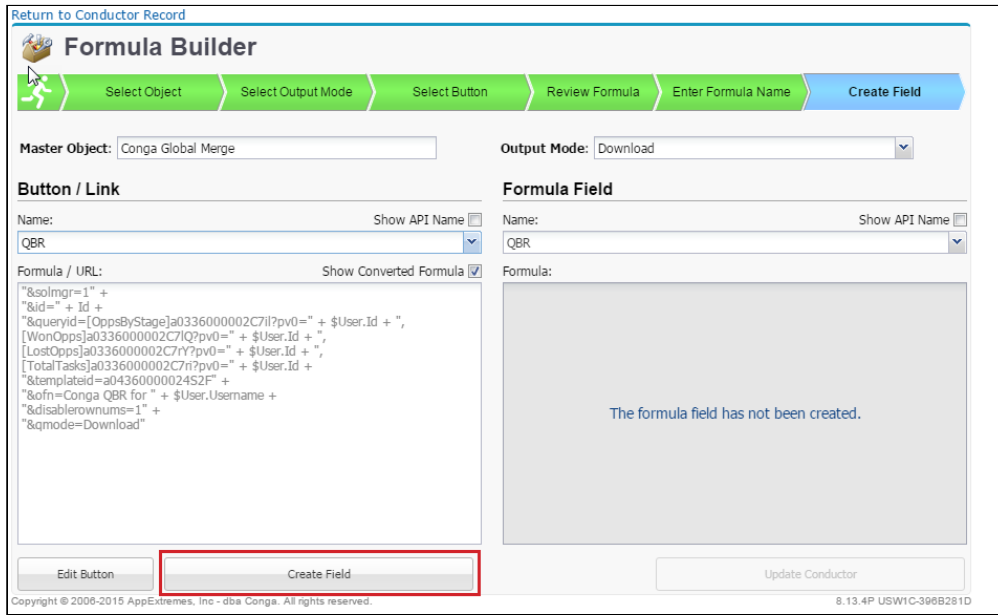 Return to Conductor Record
Formula Builder
Select Object
Select Output Mode
Select Button
Review Formula
Enter Formula Name
Create Field
Master Object: Conga Global Merge
Output Mode: Download
Button / Link
Formula Field
Name:
Show API Name
Name:
Show API Name
QBR
QBR
Formula / URL:
Show Converted Formula
Formula:
"&solmgr=1" +
"&id=" + Id +
"&queryid=[OppsByStage]a0336000002C7il?pv0=" + $User.Id + ",
[WonOpps]a0336000002C7lQ?pv0=" + $User.Id + ",
[LostOpps]a0336000002C7rY?pv0=" + $User.Id + ",
[TotalTasks]a0336000002C7ri?pv0=" + $User.Id +
"&templateid=a04360000024S2F" +
"&ofn=Conga QBR for " + $User.Username +
"&disablerownums=1" +
"&qmode=Download"
The formula field has not been created.
Edit Button
Create Field
Update Conductor
Copyright © 2006-2015 AppExtremes, Inc - dba Conga. All rights reserved.
8.13.4P USW1C-396B281D